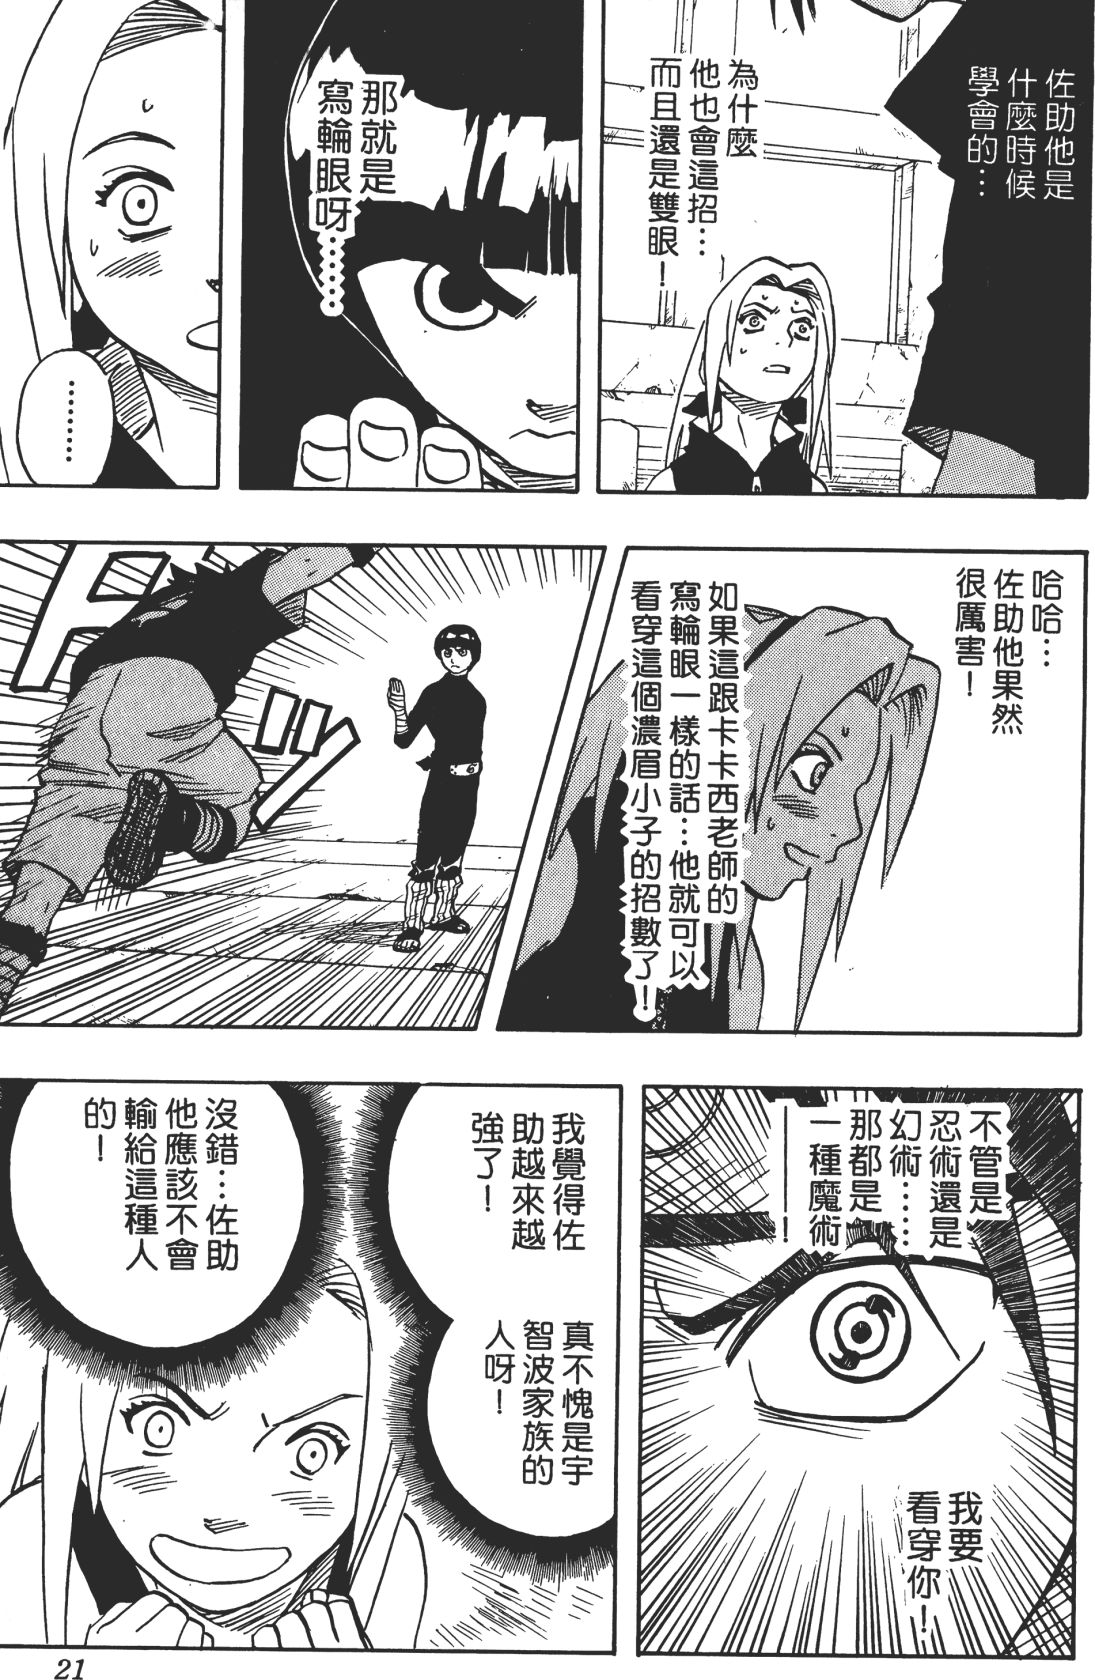 佐助他是
什麼時候
學會的…
為什麼
他也會這招…
而且還是雙眼！
那就是
寫輪眼呀……
……
哈哈…
佐助他果然
很厲害！
如果這跟卡卡西老師的
寫輪眼一樣的話…他就可以
看穿這個濃眉小子的招數了！
不管是
忍術還是
幻術……
那都是
一種魔術
——！
我要
看穿你！
我覺得佐
助越來越
強了！
真不愧是宇
智波家族的
人呀！
沒錯…佐助
他應該不會
輸給這種人
的！
21